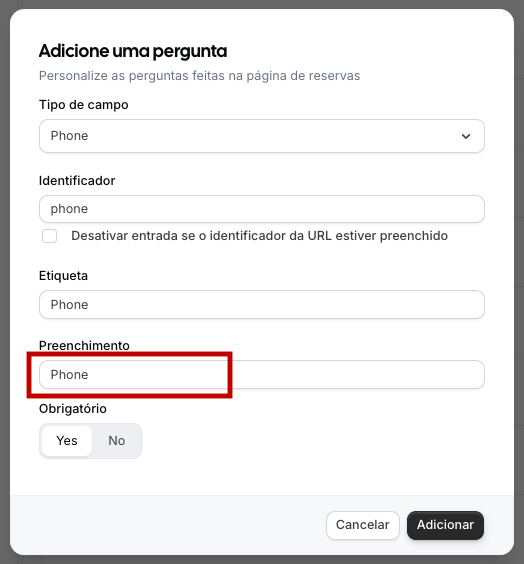 Adicione uma pergunta
Personalize as perguntas feitas na página de reservas
Tipo de campo
Phone
Identificador
phone
Desativar entrada se o identificador da URL estiver preenchido
Etiqueta
Phone
Preenchimento
Phone
Obrigatório
Yes No
Cancelar Adicionar